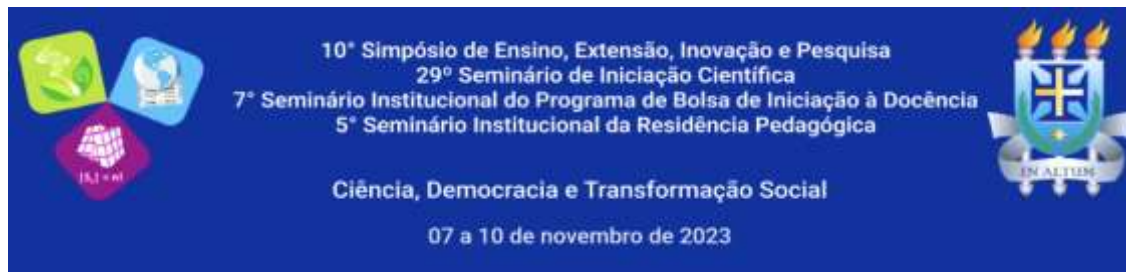 10° Simpósio de Ensino, Extensão, Inovação e Pesquisa
29º Seminário de Iniciação Científica
7° Seminário Institucional do Programa de Bolsa de Iniciação à Docência
5° Seminário Institucional da Residência Pedagógica
Ciência, Democracia e Transformação Social
07 a 10 de novembro de 2023
IN ALTUM